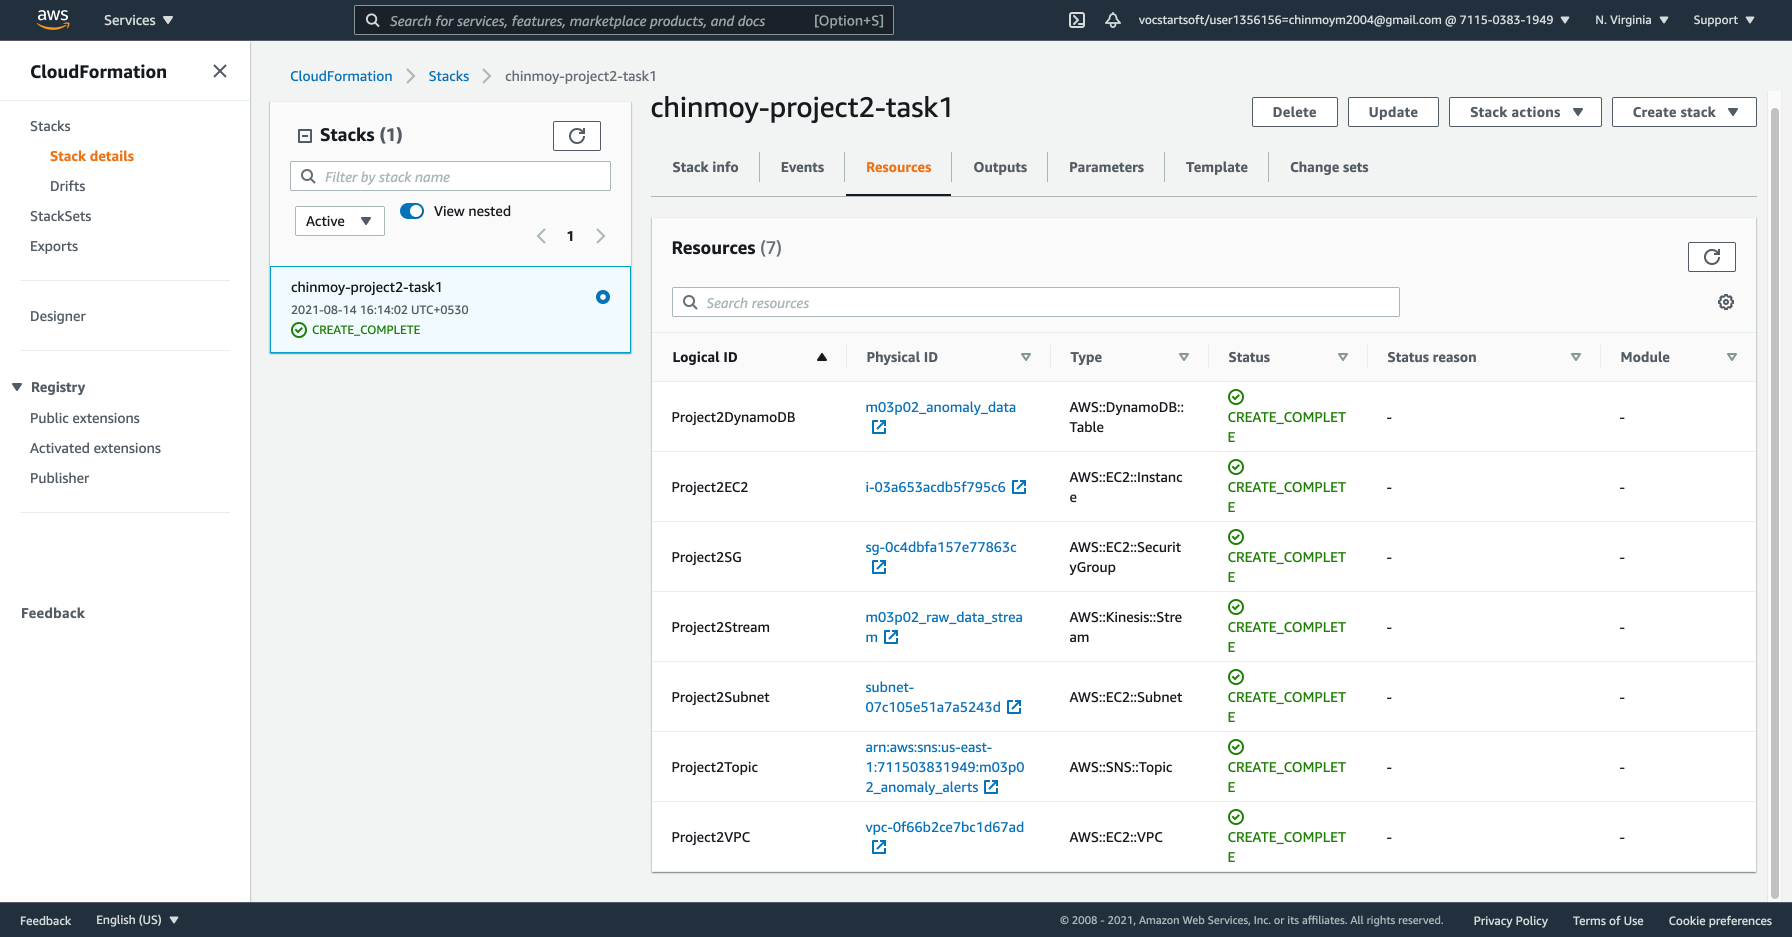 aws
Services
Search for services, features, marketplace products, and docs [Option+S]
vocstartsoft/user1356156=chinmoym2004@gmail.com @ 7115-0383-1949
N. Virginia
Support
CloudFormation
Stacks
Stack details
Drifts
StackSets
Exports
Designer
Registry
Public extensions
Activated extensions
Publisher
Feedback
CloudFormation Stacks chinmoy-project2-task1
Stacks (1)
Filter by stack name
Active
View nested
1
chinmoy-project2-task1
2021-08-14 16:14:02 UTC+0530
CREATE_COMPLETE
chinmoy-project2-task1
Delete
Update
Stack actions
Create stack
Stack info
Events
Resources
Outputs
Parameters
Template
Change sets
Resources (7)
Search resources
Logical ID
Physical ID
Type
Status
Status reason
Module
Project2DynamoDB
m03p02_anomaly_data
AWS::DynamoDB::
Table
CREATE_COMPLET
E
-
-
Project2EC2
i-03a653acdb5f795c6
AWS::EC2::Instanc
e
CREATE_COMPLET
E
-
-
Project2SG
sg-0c4dbfa157e77863c
AWS::EC2::Securit
yGroup
CREATE_COMPLET
E
-
-
Project2Stream
m03p02_raw_data_strea
m
AWS::Kinesis::Stre
am
CREATE_COMPLET
E
-
-
Project2Subnet
subnet-
07c105e51a7a5243d
AWS::EC2::Subnet
CREATE_COMPLET
E
-
-
Project2Topic
arn:aws:sns:us-east-
1:711503831949:m03p0
2_anomaly_alerts
AWS::SNS::Topic
CREATE_COMPLET
E
-
-
Project2VPC
vpc-0f66b2ce7bc1d67ad
AWS::EC2::VPC
CREATE_COMPLET
E
-
-
Feedback
English (US)
© 2008 - 2021, Amazon Web Services, Inc. or its affiliates. All rights reserved.
Privacy Policy
Terms of Use
Cookie preferences